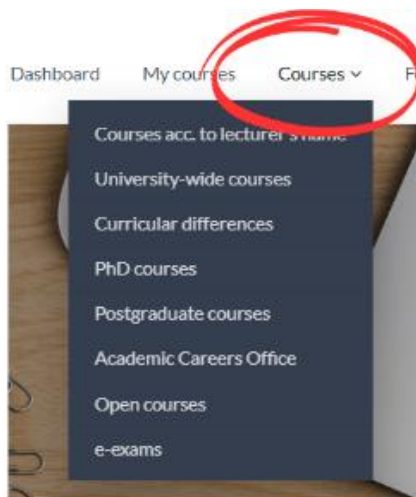 Dashboard My courses Courses
Courses acc. to lecturer's name
University-wide courses
Curricular differences
PhD courses
Postgraduate courses
Academic Careers Office
Open courses
e-exams